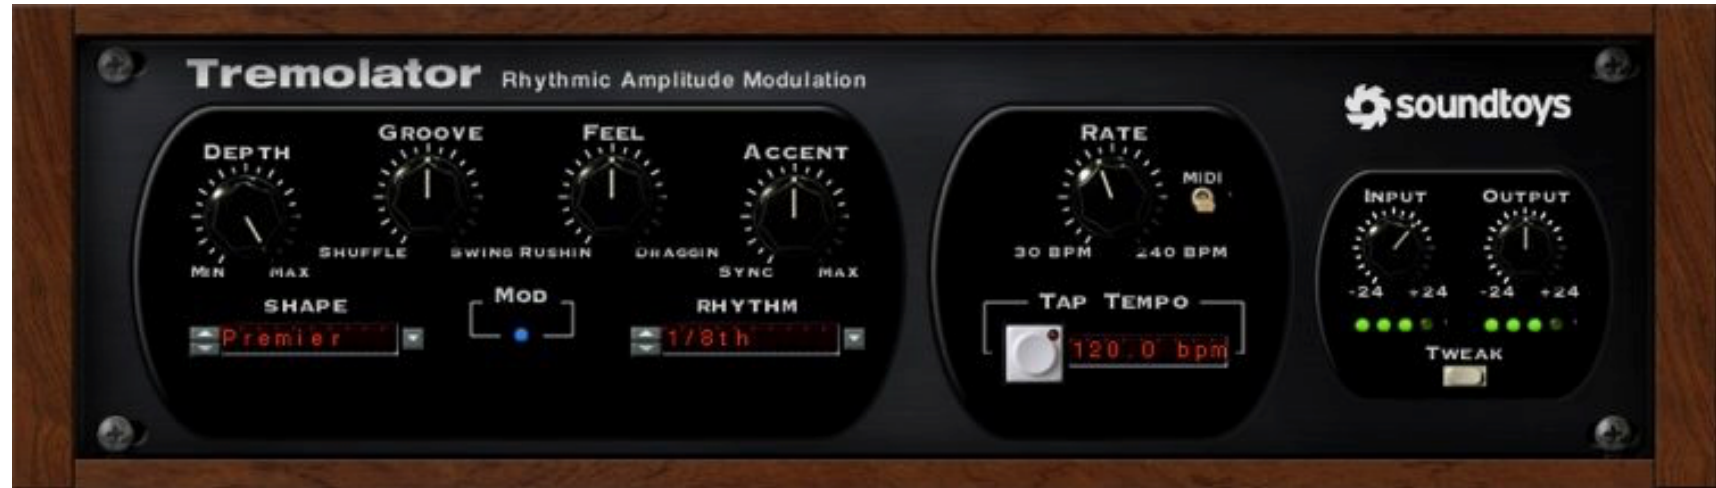 Tremolator Rhythmic Amplitude Modulation
soundtoys
DEPTH
GROOVE
FEEL
ACCENT
MIN MAX
SHUFFLE SWING
RUSHIN DRAGGIN
SYNC MAX
SHAPE
Premier
MOD
RHYTHM
1/8th
RATE
MIDI
30 BPM 240 BPM
TAP TEMPO
120.0 bpm
INPUT OUTPUT
-24 +24 -24 +24
TWEAK